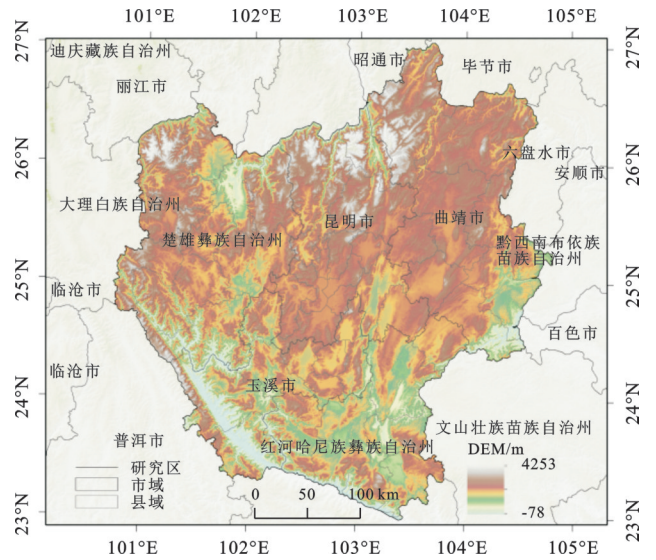 101°E 102°E 103°E 104°E 105°E
27°N
27°N
迪庆藏族自治州
昭通市
毕节市
丽江市
26°N
26°N
六盘水市
安顺市
大理白族自治州
昆明市
曲靖市
楚雄彝族自治州
黔西南布依族
苗族自治州
25°N
25°N
临沧市
百色市
临沧市
24°N
24°N
玉溪市
普洱市
红河哈尼族彝族自治州
文山壮族苗族自治州
DEM/m
4253
-78
研究区
市域
县域
0 50 100 km
23°N
23°N
101°E 102°E 103°E 104°E 105°E